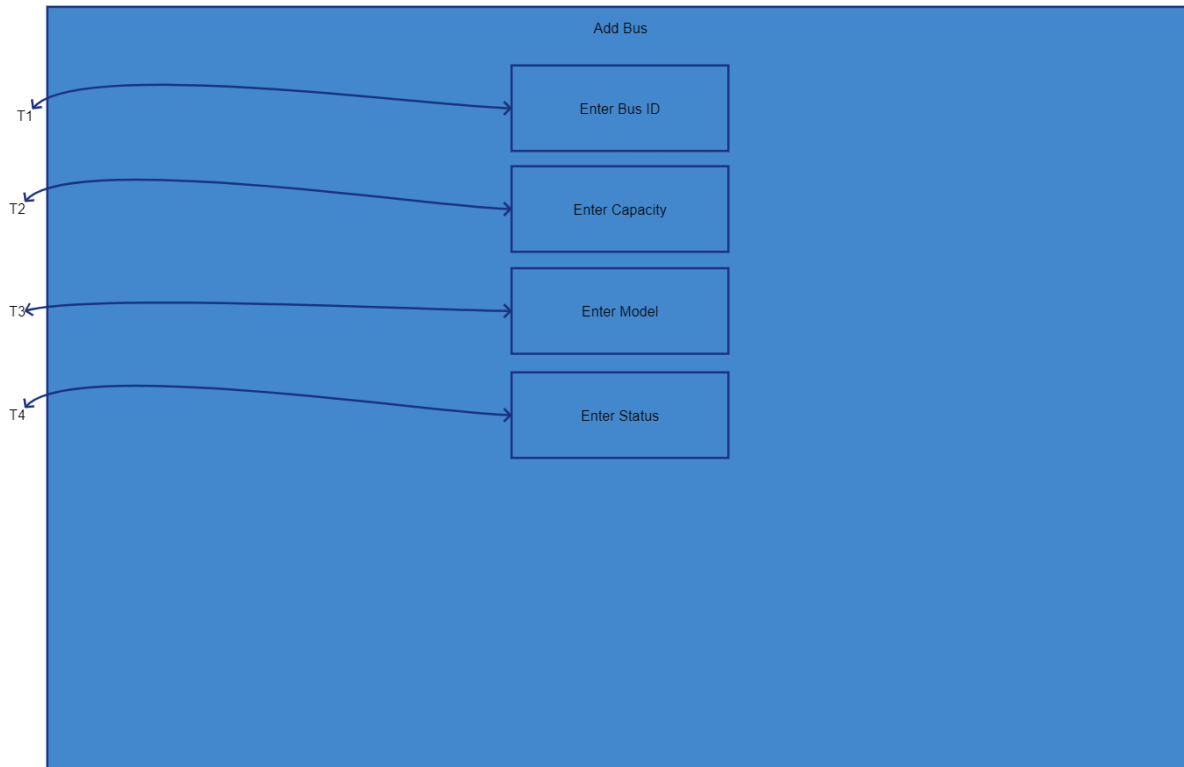 Add Bus
T1
Enter Bus ID
T2
Enter Capacity
T3
Enter Model
T4
Enter Status